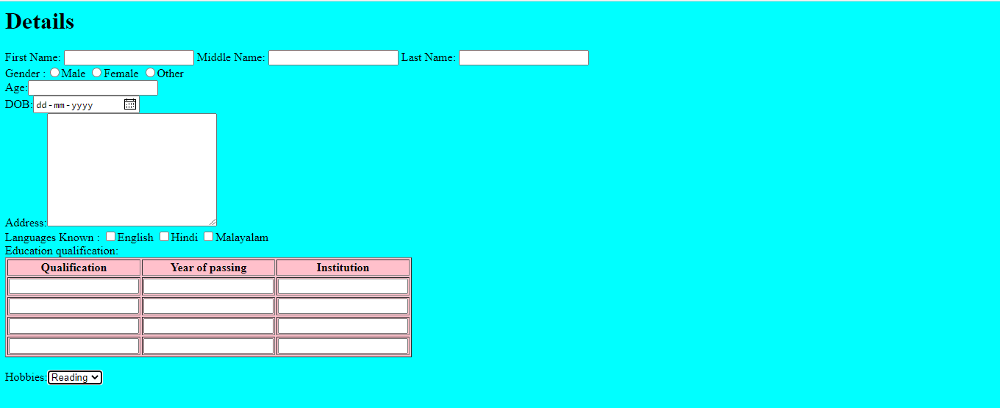 Details
First Name: Middle Name: Last Name:
Gender : Male Female Other
Age:
DOB: dd-mm-yyyy
Address:
Languages Known : English Hindi Malayalam
Education qualification:
Qualification Year of passing Institution
Hobbies: Reading